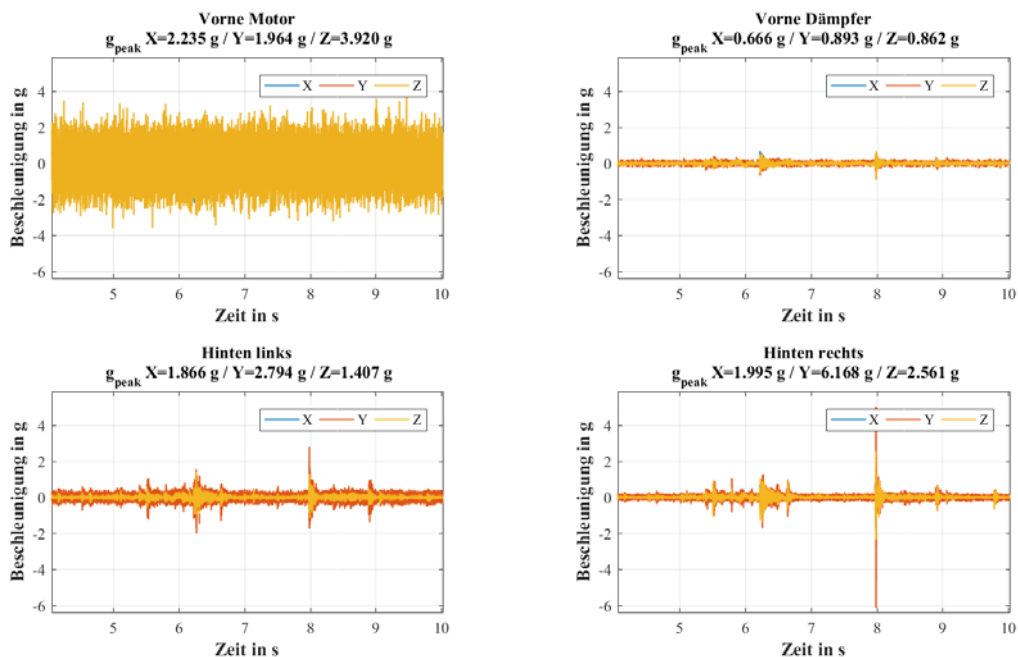 Vorne Motor
g_peak X=2.235 g / Y=1.964 g / Z=3.920 g
Beschleunigung in g
X Y Z
4
2
0
-2
-4
-6
5 6 7 8 9 10
Zeit in s
Vorne Dämpfer
g_peak X=0.666 g / Y=0.893 g / Z=0.862 g
Beschleunigung in g
X Y Z
4
2
0
-2
-4
-6
5 6 7 8 9 10
Zeit in s
Hinten links
g_peak X=1.866 g / Y=2.794 g / Z=1.407 g
Beschleunigung in g
X Y Z
4
2
0
-2
-4
-6
5 6 7 8 9 10
Zeit in s
Hinten rechts
g_peak X=1.995 g / Y=6.168 g / Z=2.561 g
Beschleunigung in g
X Y Z
4
2
0
-2
-4
-6
5 6 7 8 9 10
Zeit in s